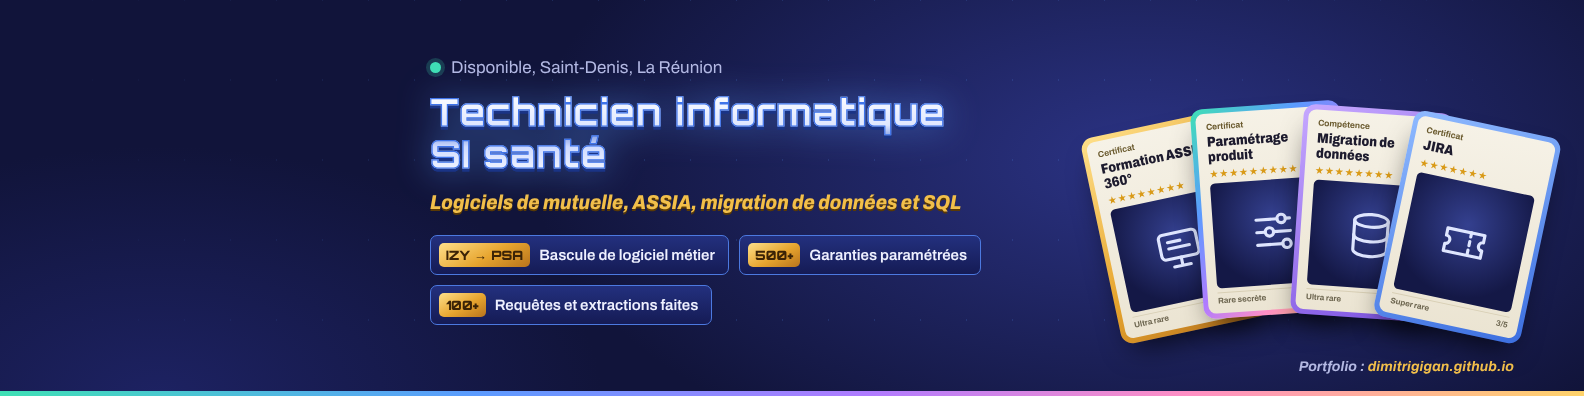 Disponible, Saint-Denis, La Réunion
Technicien informatique
SI santé
Logiciels de mutuelle, ASSIA, migration de données et SQL
IZY → PSA Bascule de logiciel métier
500+ Garanties paramétrées
100+ Requêtes et extractions faites
Certificat
Formation ASSI
360°
★★★★★★★★
Ultra rare
Certificat
Paramétrage
produit
★★★★★★★★★
Rare secrète
Compétence
Migration de
données
★★★★★★★★
Ultra rare
Certificat
JIRA
★★★★★★★
Super rare
3/5
Portfolio : dimitrigigan.github.io